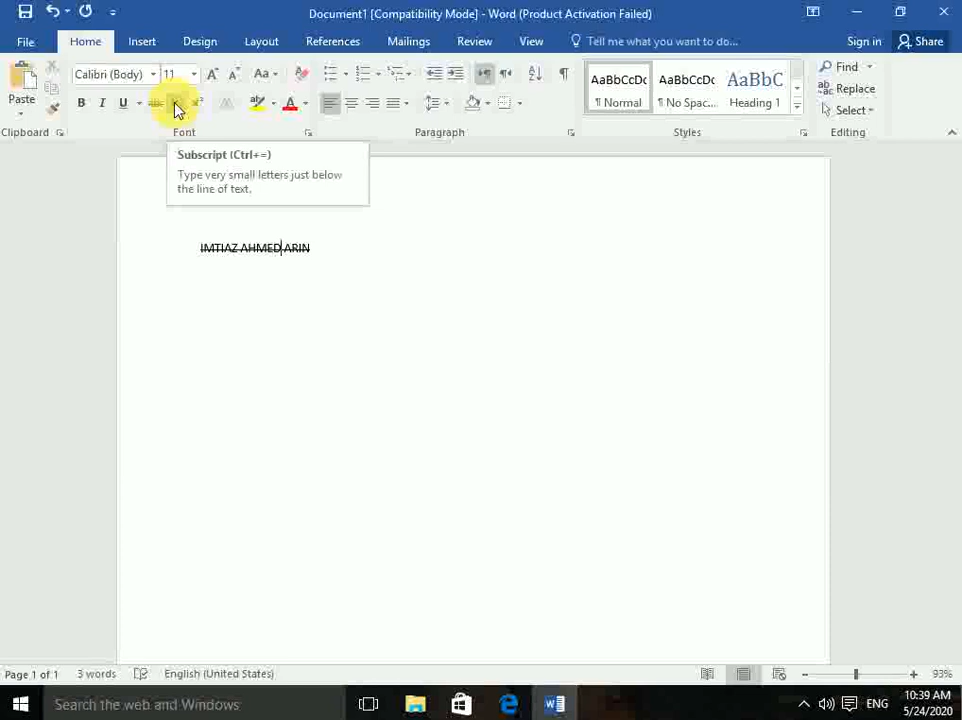 Document1 [Compatibility Mode] - Word (Product Activation Failed)
File Home Insert Design Layout References Mailings Review View Tell me what you want to do... Sign in Share
Paste
Calibri (Body) 11 Aa
B I U abc A
AaBbCcDc AaBbCcDc AaBbC
¶ Normal ¶ No Spac... Heading 1
Find
Replace
Select
Clipboard Font Paragraph Styles Editing
Subscript (Ctrl+=)
Type very small letters just below
the line of text.
IMTIAZ AHMED ARIN
Page 1 of 1 3 words English (United States) 93%
Search the web and Windows
ENG
10:39 AM
5/24/2020